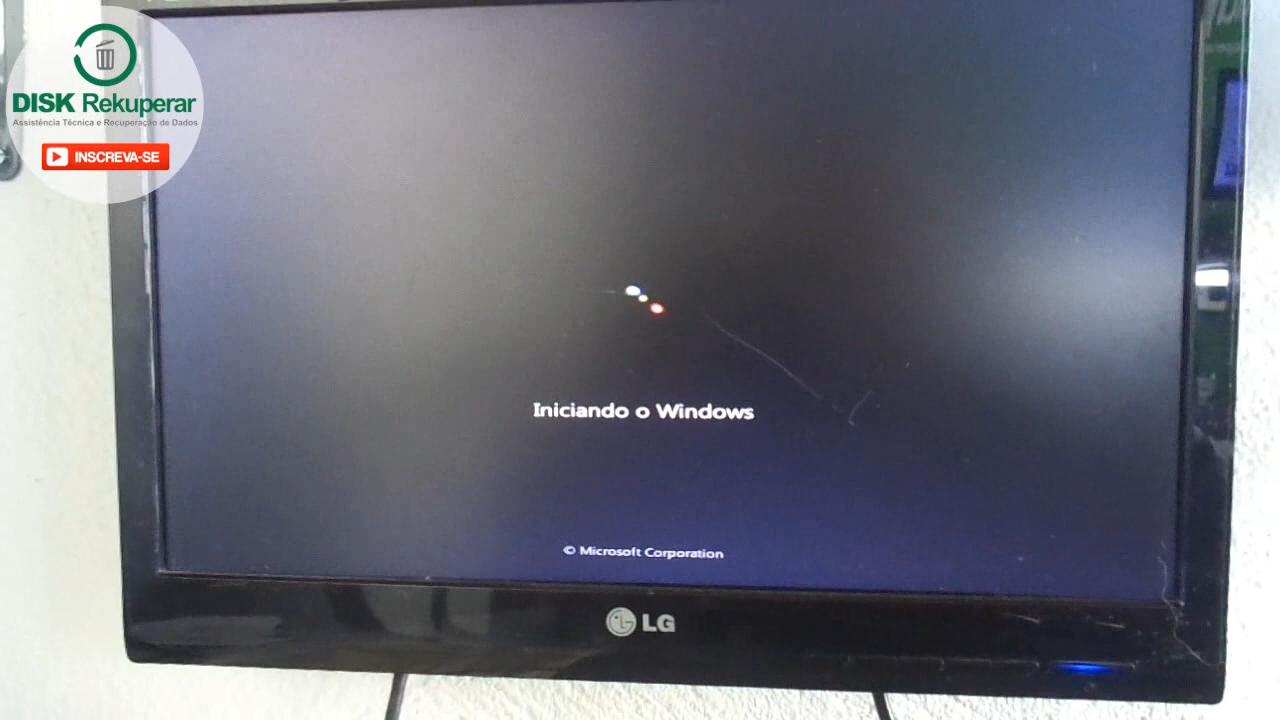 DISK Rekuperar
Assistência Técnica e Recuperação de Dados
INSCREVA-SE
Iniciando o Windows
© Microsoft Corporation
LG